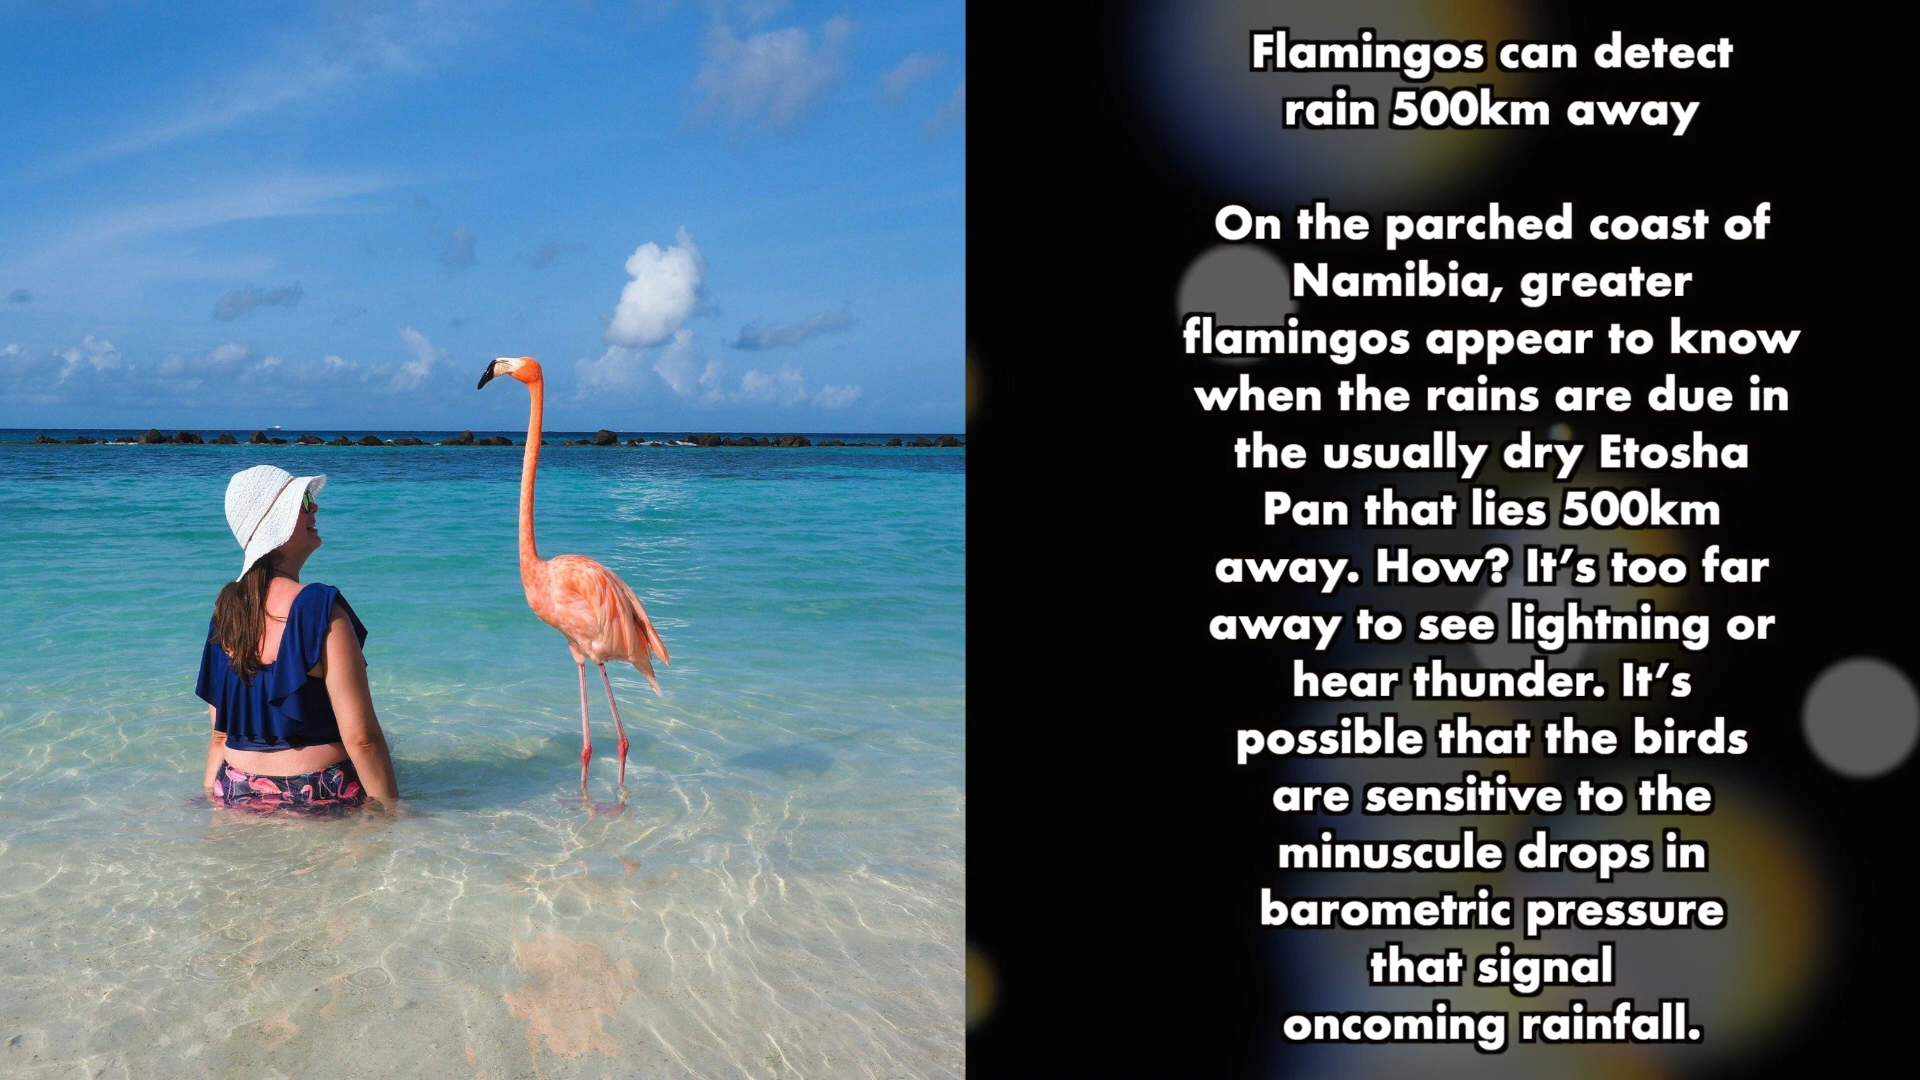 Flamingos can detect
rain 500km away
On the parched coast of
Namibia, greater
flamingos appear to know
when the rains are due in
the usually dry Etosha
Pan that lies 500km
away. How? It’s too far
away to see lightning or
hear thunder. It’s
possible that the birds
are sensitive to the
minuscule drops in
barometric pressure
that signal
oncoming rainfall.